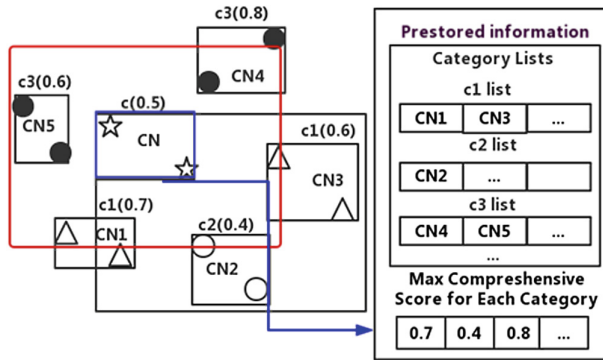 c3(0.8)
CN4
c3(0.6)
CN5
c(0.5)
CN
c1(0.6)
CN3
c1(0.7)
CN1
c2(0.4)
CN2
Prestored information
Category Lists
c1 list
CN1 CN3 ...
c2 list
CN2 ...
c3 list
CN4 CN5 ...
...
Max Compreshensive
Score for Each Category
0.7 0.4 0.8 ...